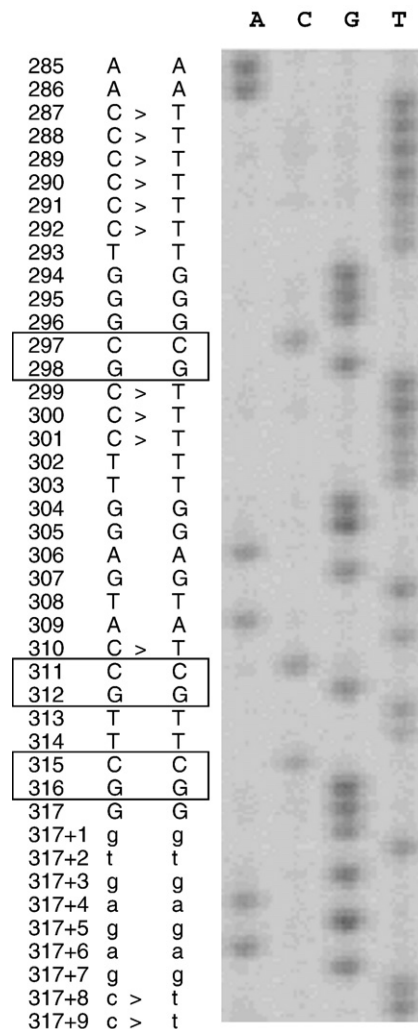 A C G T
285 A A
286 A A
287 C > T
288 C > T
289 C > T
290 C > T
291 C > T
292 C > T
293 T T
294 G G
295 G G
296 G G
297 C C
298 G G
299 C > T
300 C > T
301 C > T
302 T T
303 T T
304 G G
305 G G
306 A A
307 G G
308 T T
309 A A
310 C > T
311 C C
312 G G
313 T T
314 T T
315 C C
316 G G
317 G G
317+1 g g
317+2 t t
317+3 g g
317+4 a a
317+5 g g
317+6 a a
317+7 g g
317+8 c > t
317+9 c > t